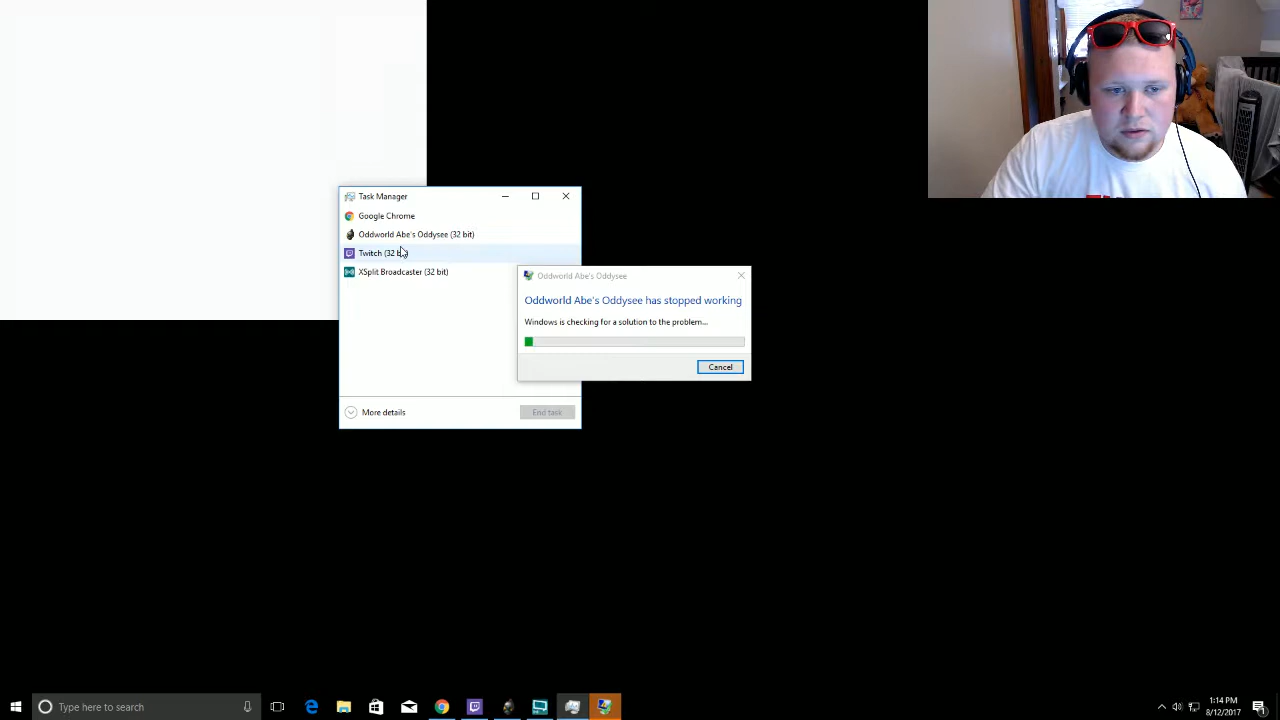 Task Manager
Google Chrome
Oddworld Abe's Oddysee (32 bit)
Twitch (32 bit)
XSplit Broadcaster (32 bit)
More details
End task
Oddworld Abe's Oddysee
Oddworld Abe's Oddysee has stopped working
Windows is checking for a solution to the problem...
Cancel
Type here to search
1:14 PM
8/12/2017
1